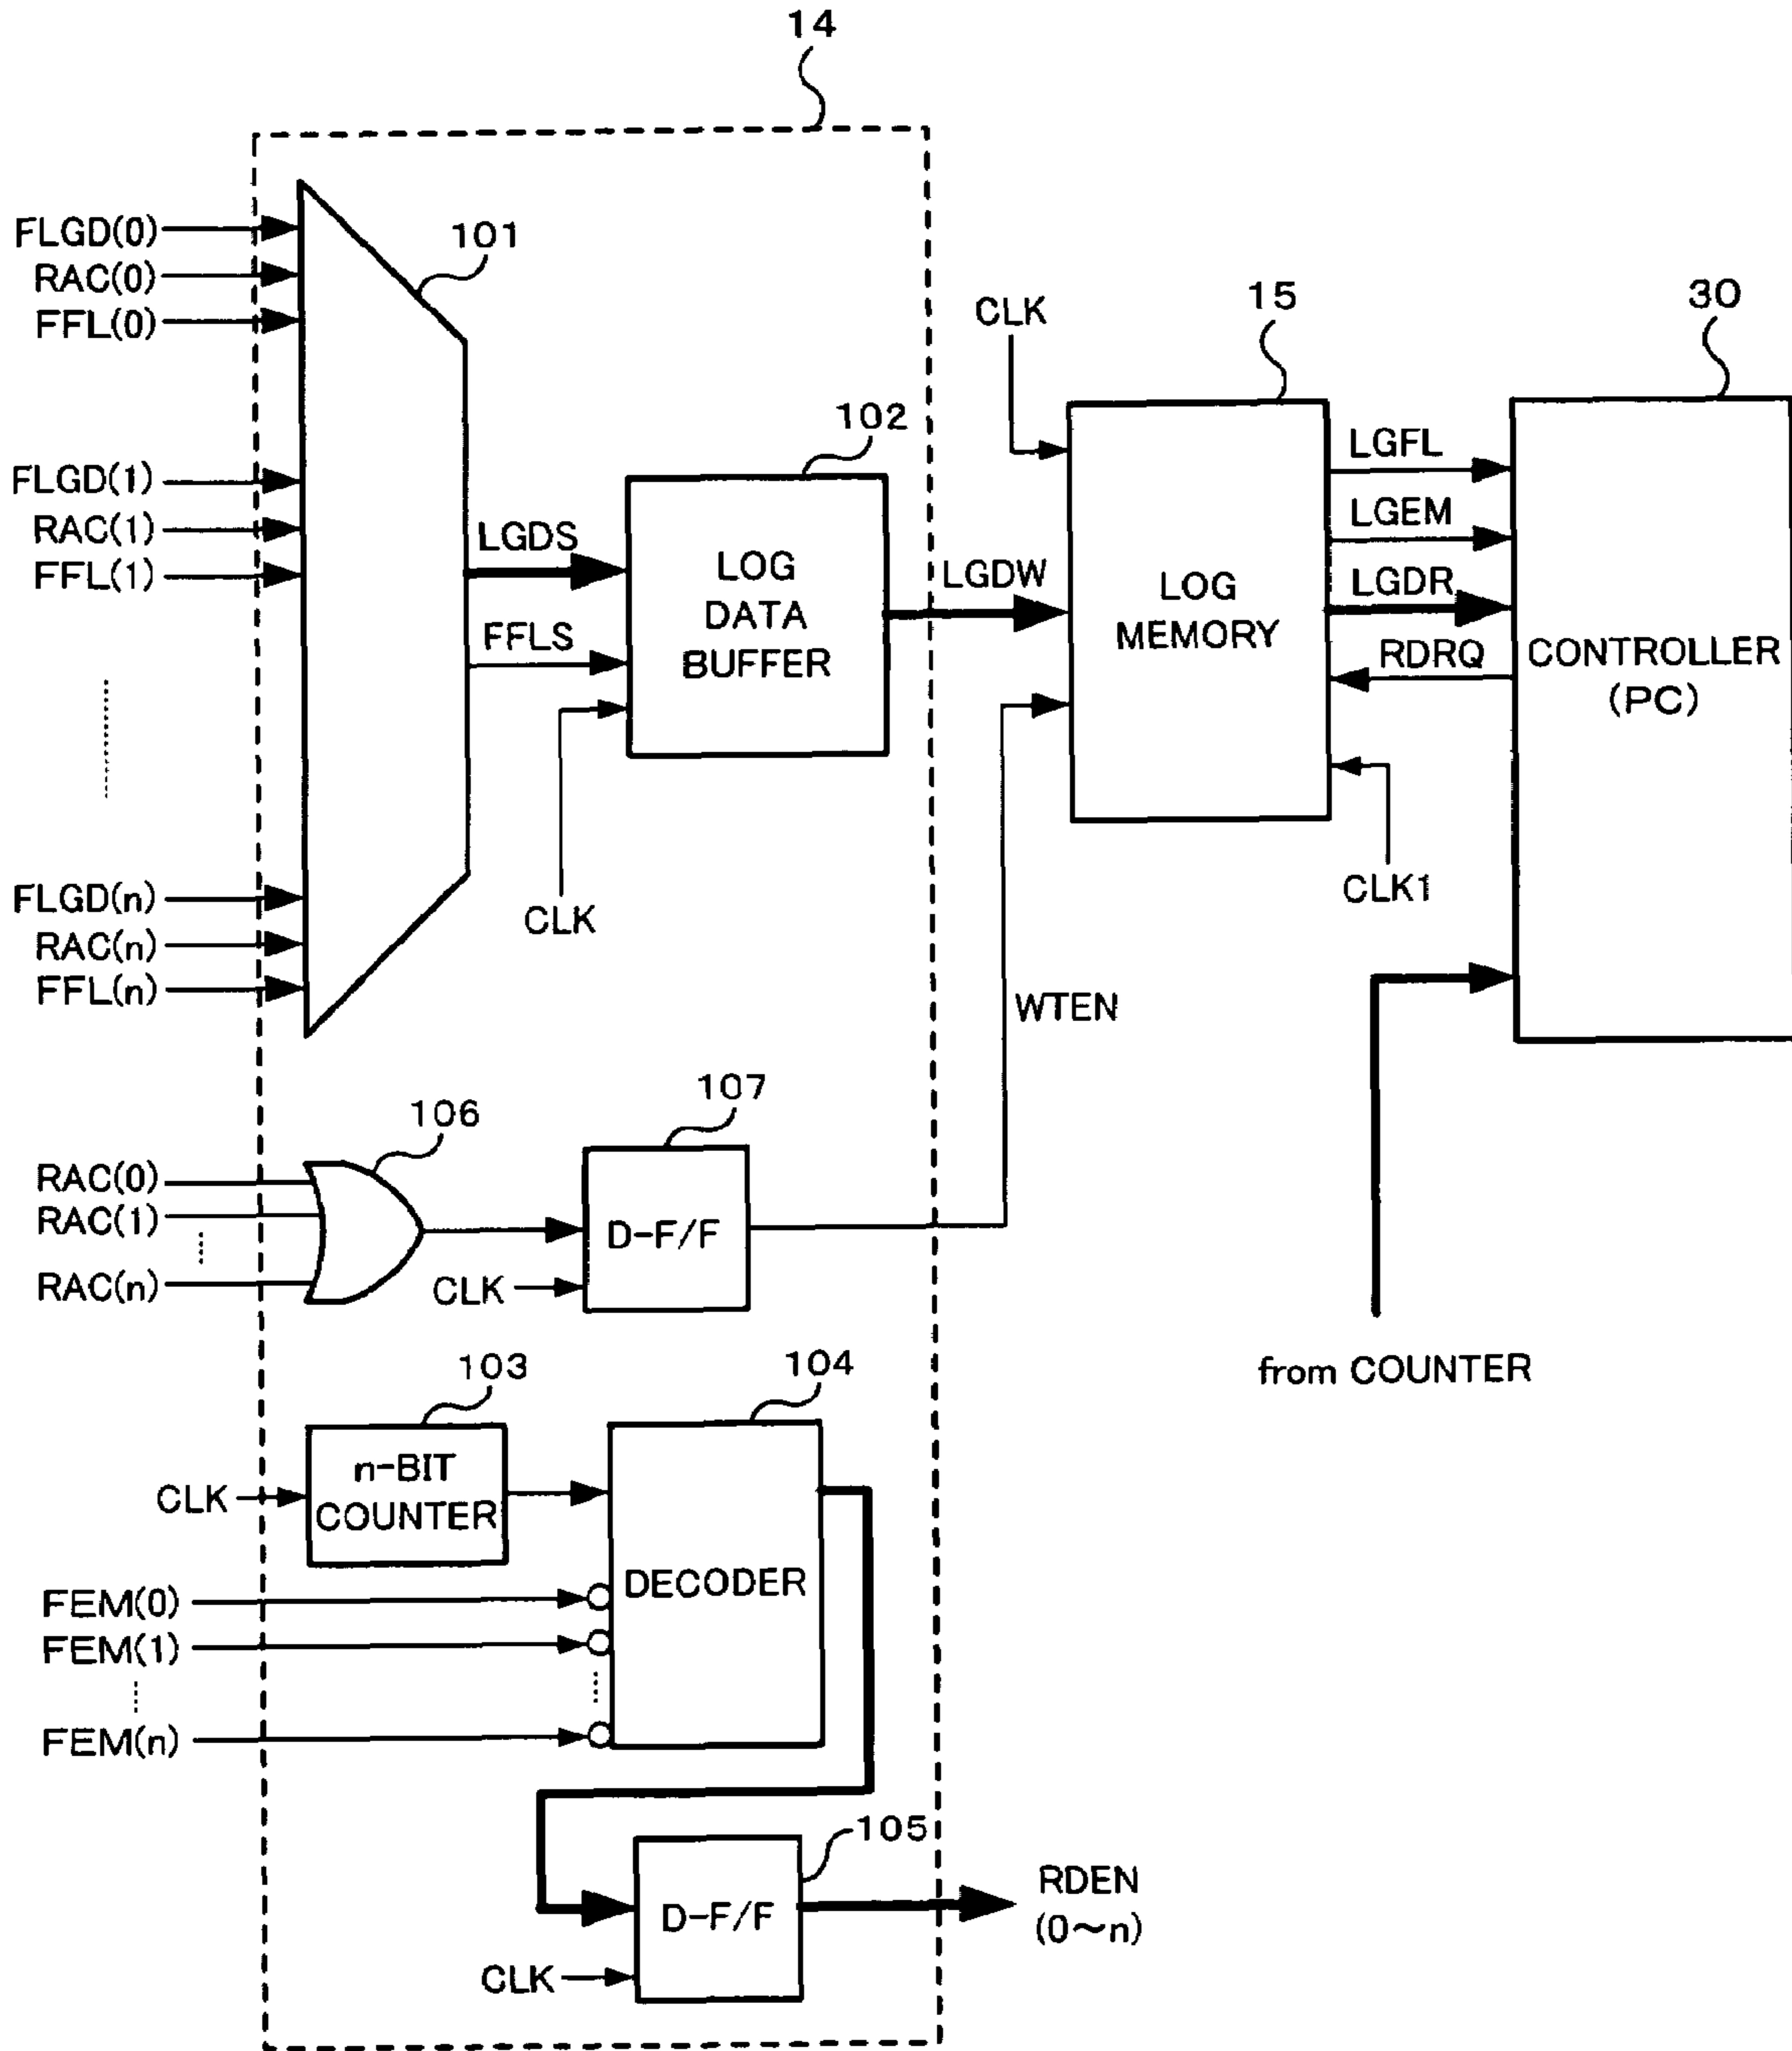 14
FLGD(0)
RAC(0)
FFL(0)
101
FLGD(1)
RAC(1)
FFL(1)
FLGD(n)
RAC(n)
FFL(n)
LGDS
FFLS
CLK
102
LOG
DATA
BUFFER
LGDW
CLK
15
LOG
MEMORY
LGFL
LGEM
LGDR
RDRQ
CLK1
30
CONTROLLER
(PC)
WTEN
from COUNTER
RAC(0)
RAC(1)
RAC(n)
106
CLK
107
D-F/F
CLK
103
n-BIT
COUNTER
104
DECODER
FEM(0)
FEM(1)
FEM(n)
105
D-F/F
CLK
RDEN
(0～n)